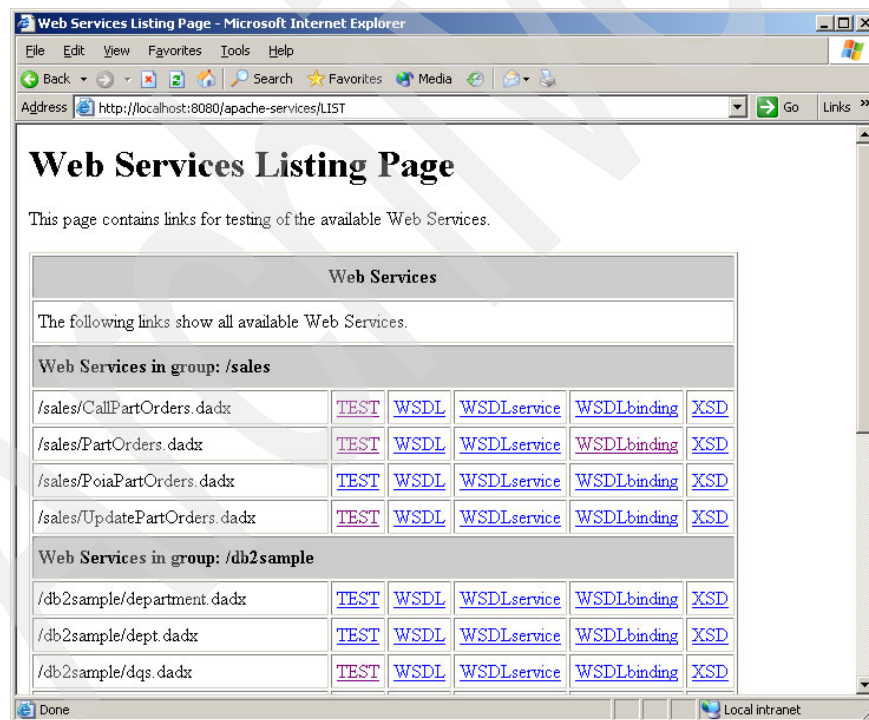 Web Services Listing Page - Microsoft Internet Explorer
File Edit View Favorites Tools Help
Back Search Favorites Media
Address http://localhost:8080/apache-services/LIST Go Links »
Web Services Listing Page
This page contains links for testing of the available Web Services.
Web Services
The following links show all available Web Services.
Web Services in group: /sales
/sales/CallPartOrders.dadx TEST WSDL WSDLservice WSDLbinding XSD
/sales/PartOrders.dadx TEST WSDL WSDLservice WSDLbinding XSD
/sales/PoiaPartOrders.dadx TEST WSDL WSDLservice WSDLbinding XSD
/sales/UpdatePartOrders.dadx TEST WSDL WSDLservice WSDLbinding XSD
Web Services in group: /db2sample
/db2sample/department.dadx TEST WSDL WSDLservice WSDLbinding XSD
/db2sample/dept.dadx TEST WSDL WSDLservice WSDLbinding XSD
/db2sample/dqs.dadx TEST WSDL WSDLservice WSDLbinding XSD
Done Local intranet